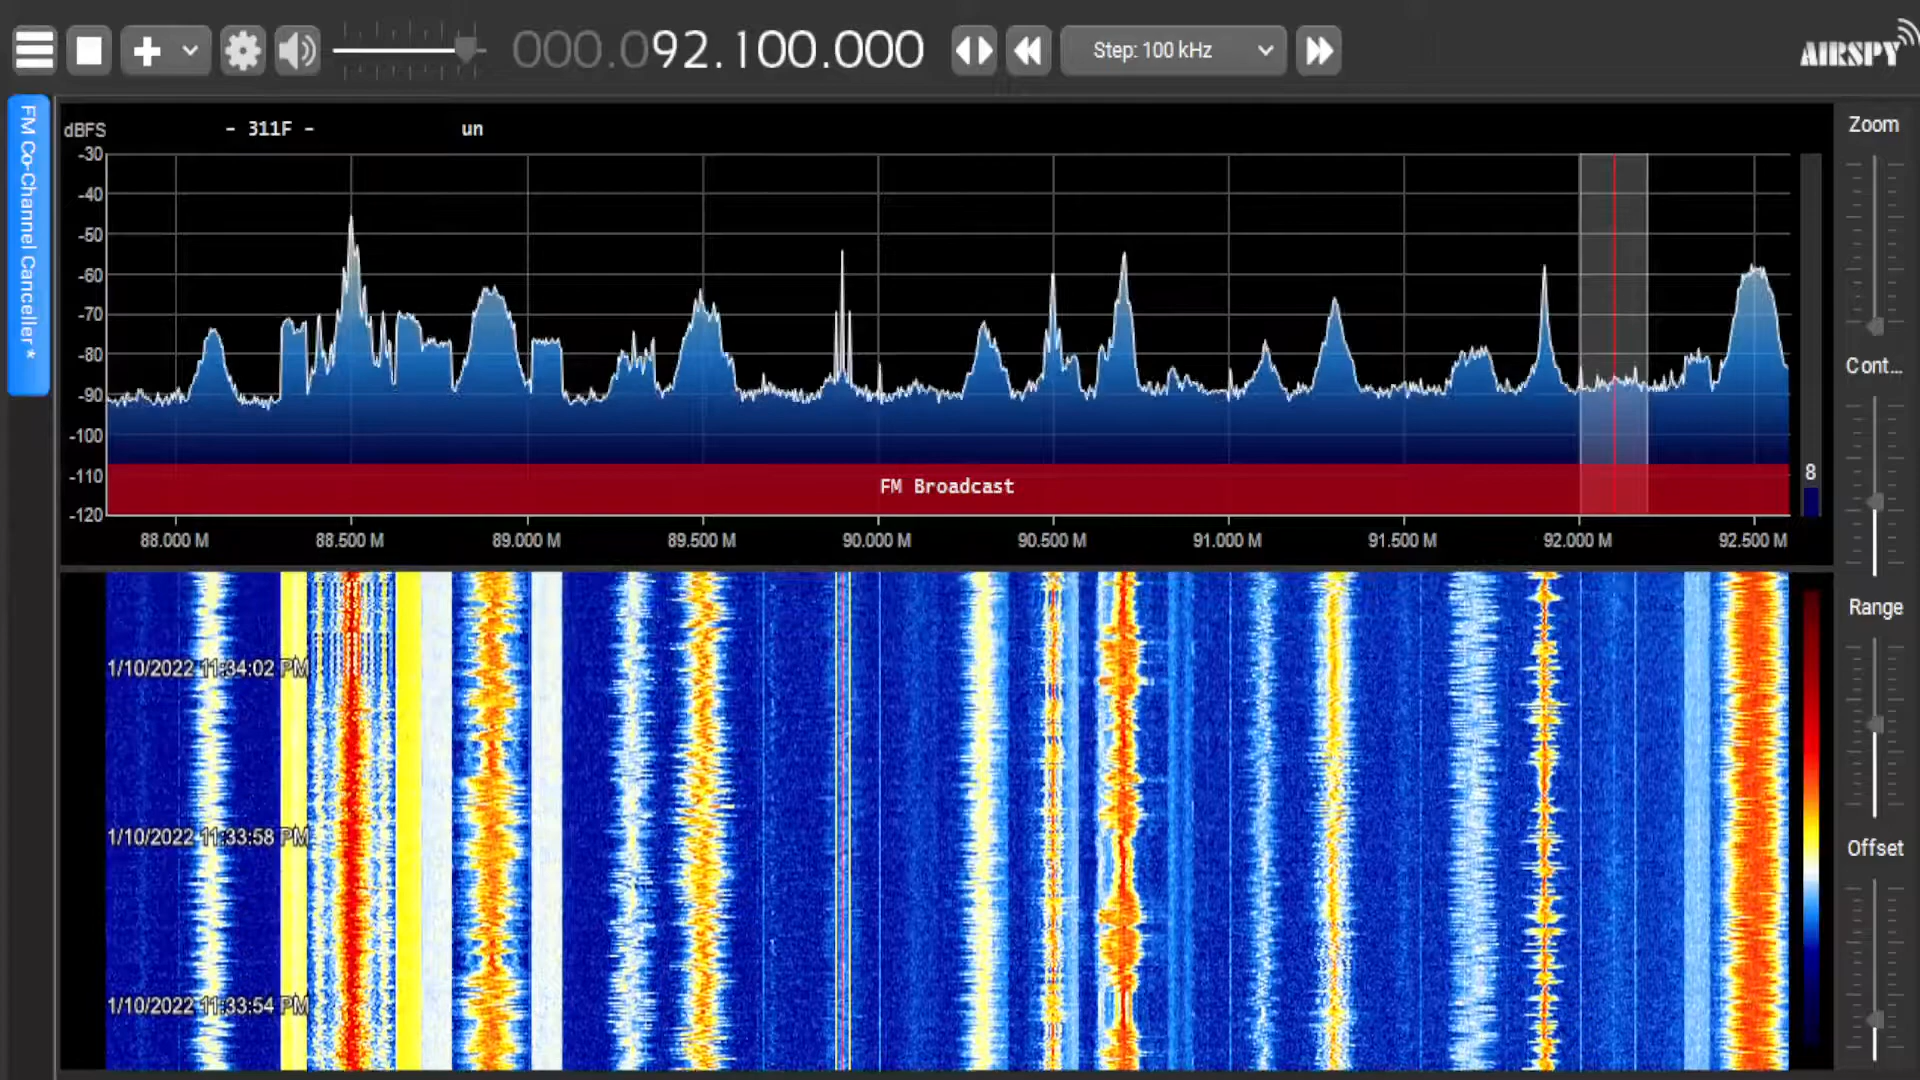 000.092.100.000
Step: 100 kHz
AIRSPY
FM Co-Channel Canceller *
dBFS
- 311F -
un
Zoom
-30
-40
-50
-60
-70
-80
-90
-100
-110
-120
Cont...
FM Broadcast
8
88.000 M
88.500 M
89.000 M
89.500 M
90.000 M
90.500 M
91.000 M
91.500 M
92.000 M
92.500 M
Range
1/10/2022 11:34:02 PM
1/10/2022 11:33:58 PM
Offset
1/10/2022 11:33:54 PM